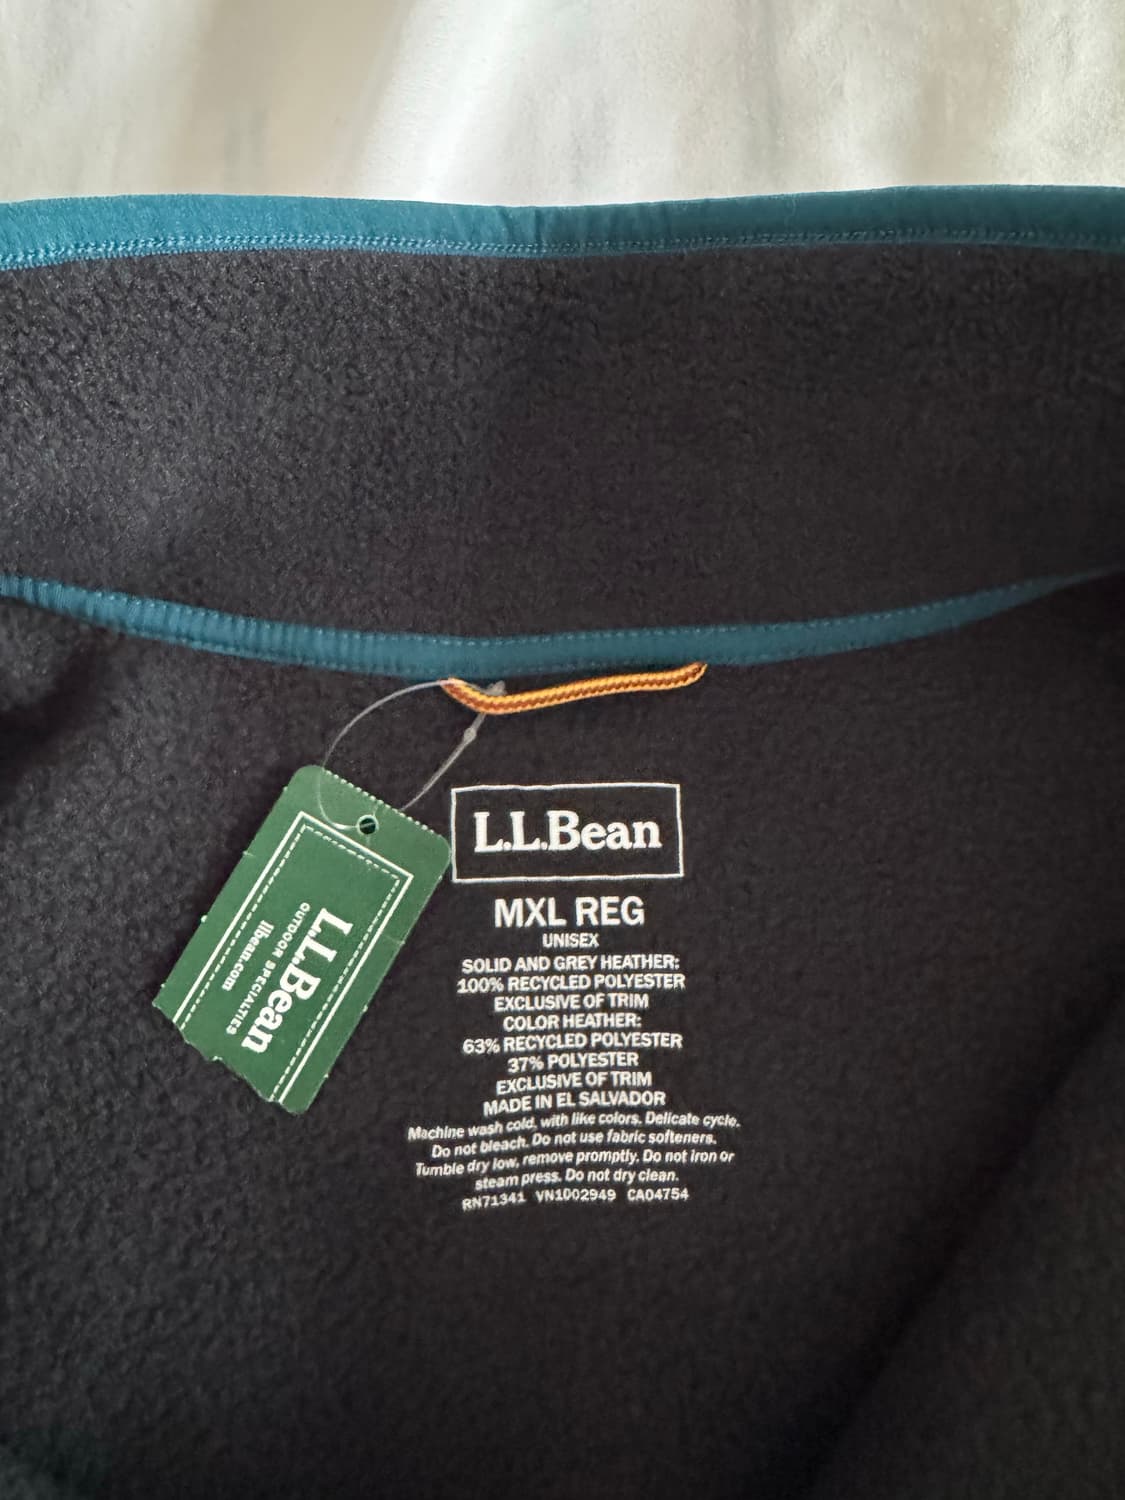 L.L.Bean
MXL REG
UNISEX
SOLID AND GREY HEATHER:
100% RECYCLED POLYESTER
EXCLUSIVE OF TRIM
COLOR HEATHER:
63% RECYCLED POLYESTER
37% POLYESTER
EXCLUSIVE OF TRIM
MADE IN EL SALVADOR
Machine wash cold, with like colors. Delicate cycle.
Do not bleach. Do not use fabric softeners.
Tumble dry low, remove promptly. Do not iron or
steam press. Do not dry clean.
RN71341 VN1002949 CA04754
L.L.Bean
OUTDOOR SPECIALTIES
llbean.com